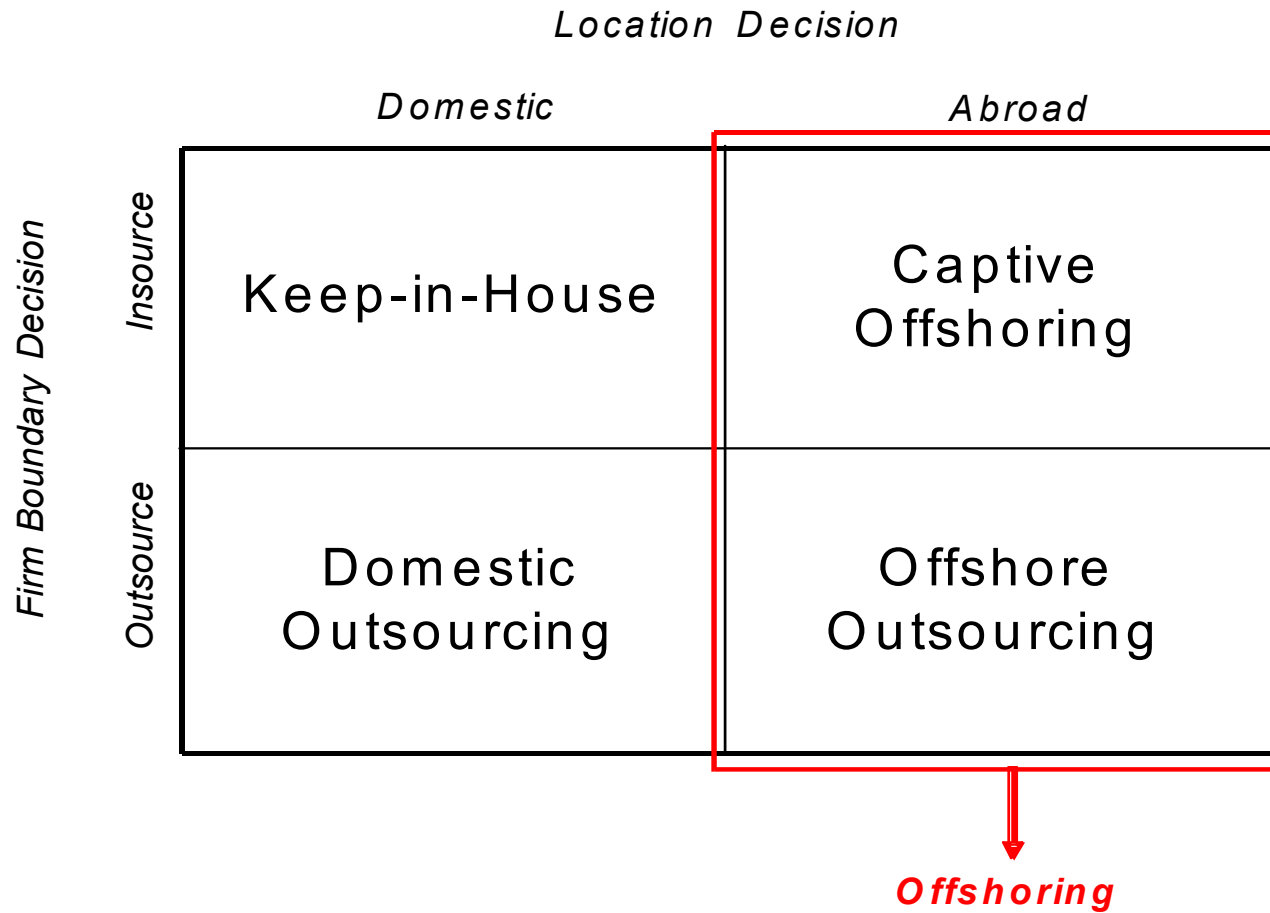 Location Decision
Domestic
Abroad
Firm Boundary Decision
Insource
Keep-in-House
Captive
Offshoring
Outsource
Domestic
Outsourcing
Offshore
Outsourcing
Offshoring